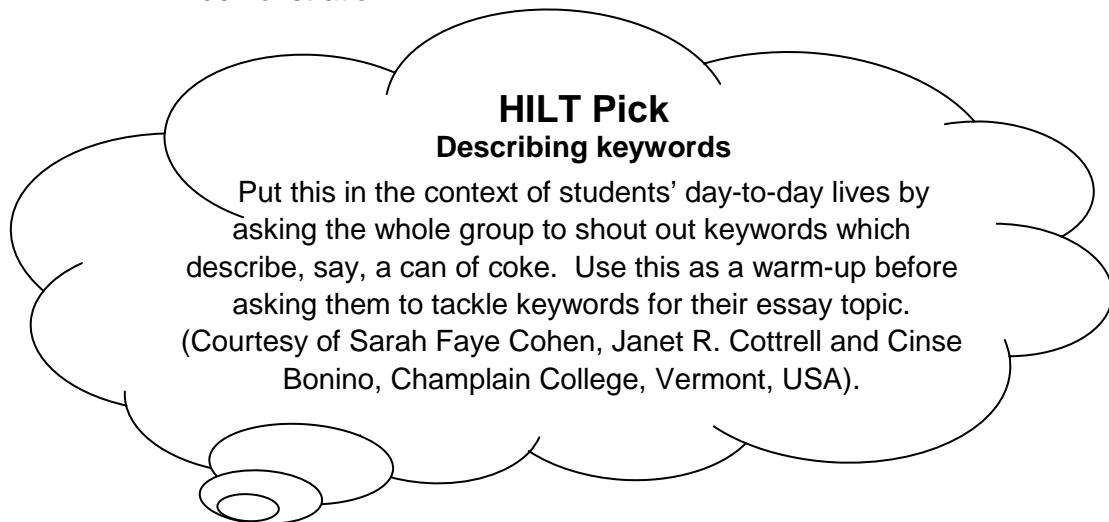 HILT Pick
Describing keywords
Put this in the context of students’ day-to-day lives by
asking the whole group to shout out keywords which
describe, say, a can of coke.  Use this as a warm-up before
asking them to tackle keywords for their essay topic.
(Courtesy of Sarah Faye Cohen, Janet R. Cottrell and Cinse
Bonino, Champlain College, Vermont, USA).